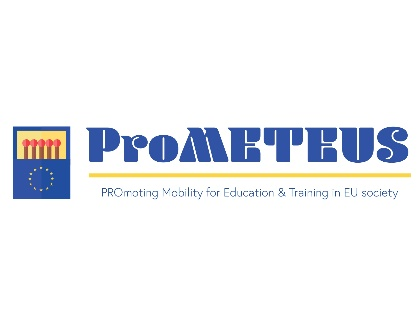 ProMETEUS
PROmoting Mobility for Education & Training in EU society